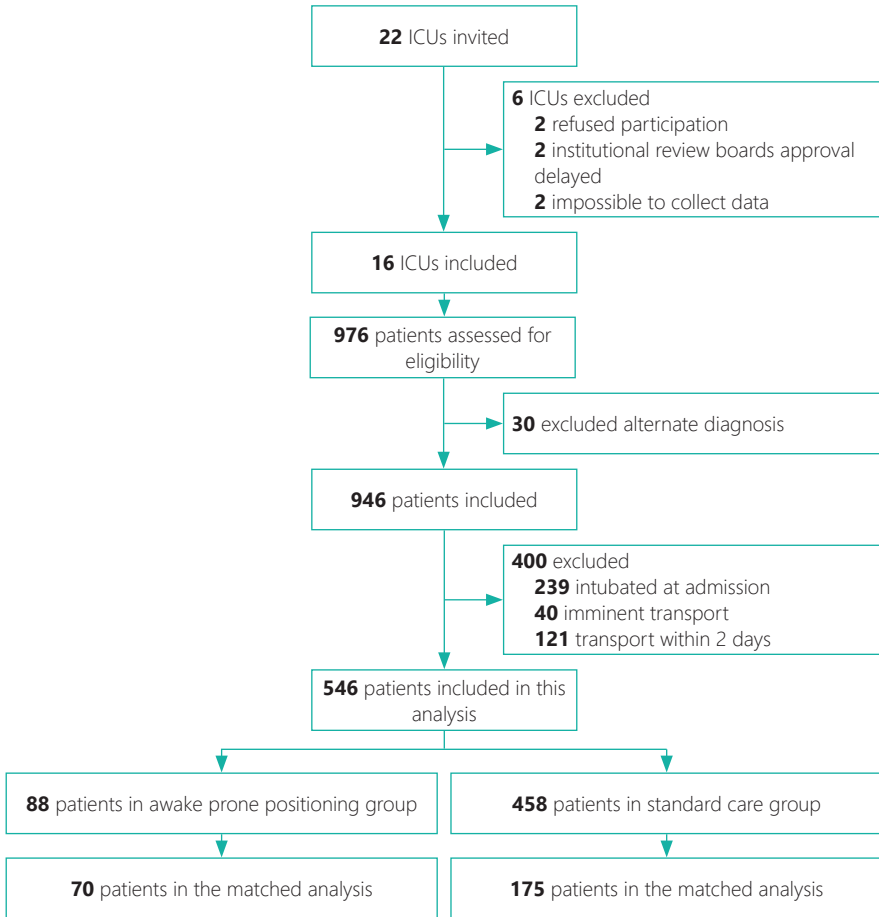 22 ICUs invited
6 ICUs excluded
2 refused participation
2 institutional review boards approval
delayed
2 impossible to collect data
16 ICUs included
976 patients assessed for
eligibility
30 excluded alternate diagnosis
946 patients included
400 excluded
239 intubated at admission
40 imminent transport
121 transport within 2 days
546 patients included in this
analysis
88 patients in awake prone positioning group
458 patients in standard care group
70 patients in the matched analysis
175 patients in the matched analysis